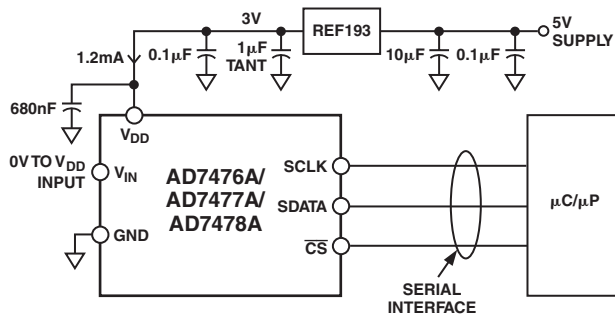 3V
REF193
5V
SUPPLY
1.2mA
0.1μF
1μF
TANT
10μF
0.1μF
680nF
V_DD
0V TO V_DD
INPUT
V_IN
AD7476A/
AD7477A/
AD7478A
SCLK
SDATA
C̅S̅
GND
μC/μP
SERIAL
INTERFACE